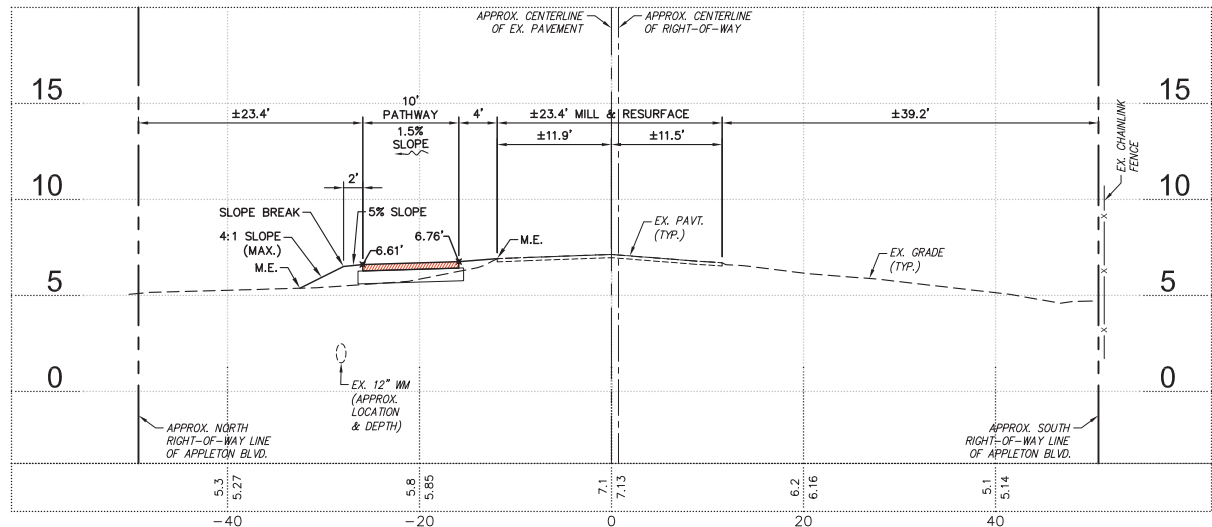 APPROX. CENTERLINE
OF EX. PAVEMENT
APPROX. CENTERLINE
OF RIGHT-OF-WAY
15
15
±23.4'
10'
PATHWAY
4'
±23.4' MILL & RESURFACE
±39.2'
1.5%
SLOPE
±11.9'
±11.5'
EX. CHAINLINK
FENCE
10
10
2'
SLOPE BREAK
5% SLOPE
4:1 SLOPE
(MAX.)
6.61'
6.76'
M.E.
M.E.
EX. PAVT.
(TYP.)
EX. GRADE
(TYP.)
X
X
X
5
5
0
0
EX. 12" WM
(APPROX.
LOCATION
& DEPTH)
APPROX. NORTH
RIGHT-OF-WAY LINE
OF APPLETON BLVD.
APPROX. SOUTH
RIGHT-OF-WAY LINE
OF APPLETON BLVD.
5.3
5.27
5.8
5.85
7.1
7.13
6.2
6.16
5.1
5.14
-40
-20
0
20
40